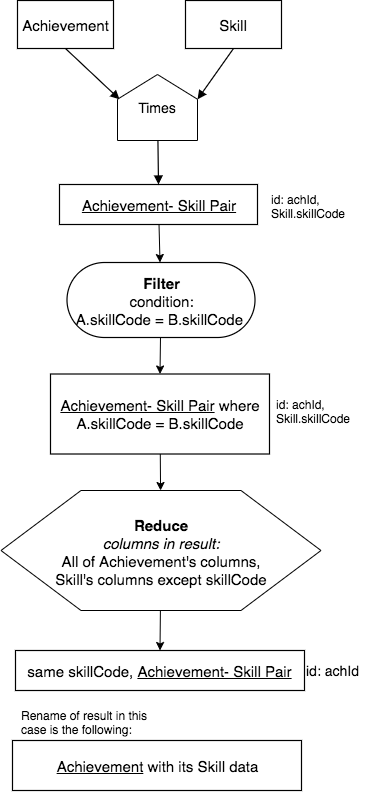 Achievement
Skill
Times
Achievement- Skill Pair
id: achId,
Skill.skillCode
Filter
condition:
A.skillCode = B.skillCode
Achievement- Skill Pair where
A.skillCode = B.skillCode
id: achId,
Skill.skillCode
Reduce
columns in result:
All of Achievement's columns,
Skill's columns except skillCode
same skillCode, Achievement- Skill Pair
id: achId
Rename of result in this
case is the following:
Achievement with its Skill data